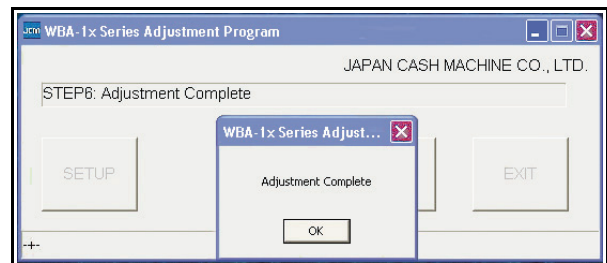 JCM WBA-1x Series Adjustment Program
JAPAN CASH MACHINE CO., LTD.
STEP6: Adjustment Complete
WBA-1x Series Adjust...
SETUP
Adjustment Complete
EXIT
OK
-+-